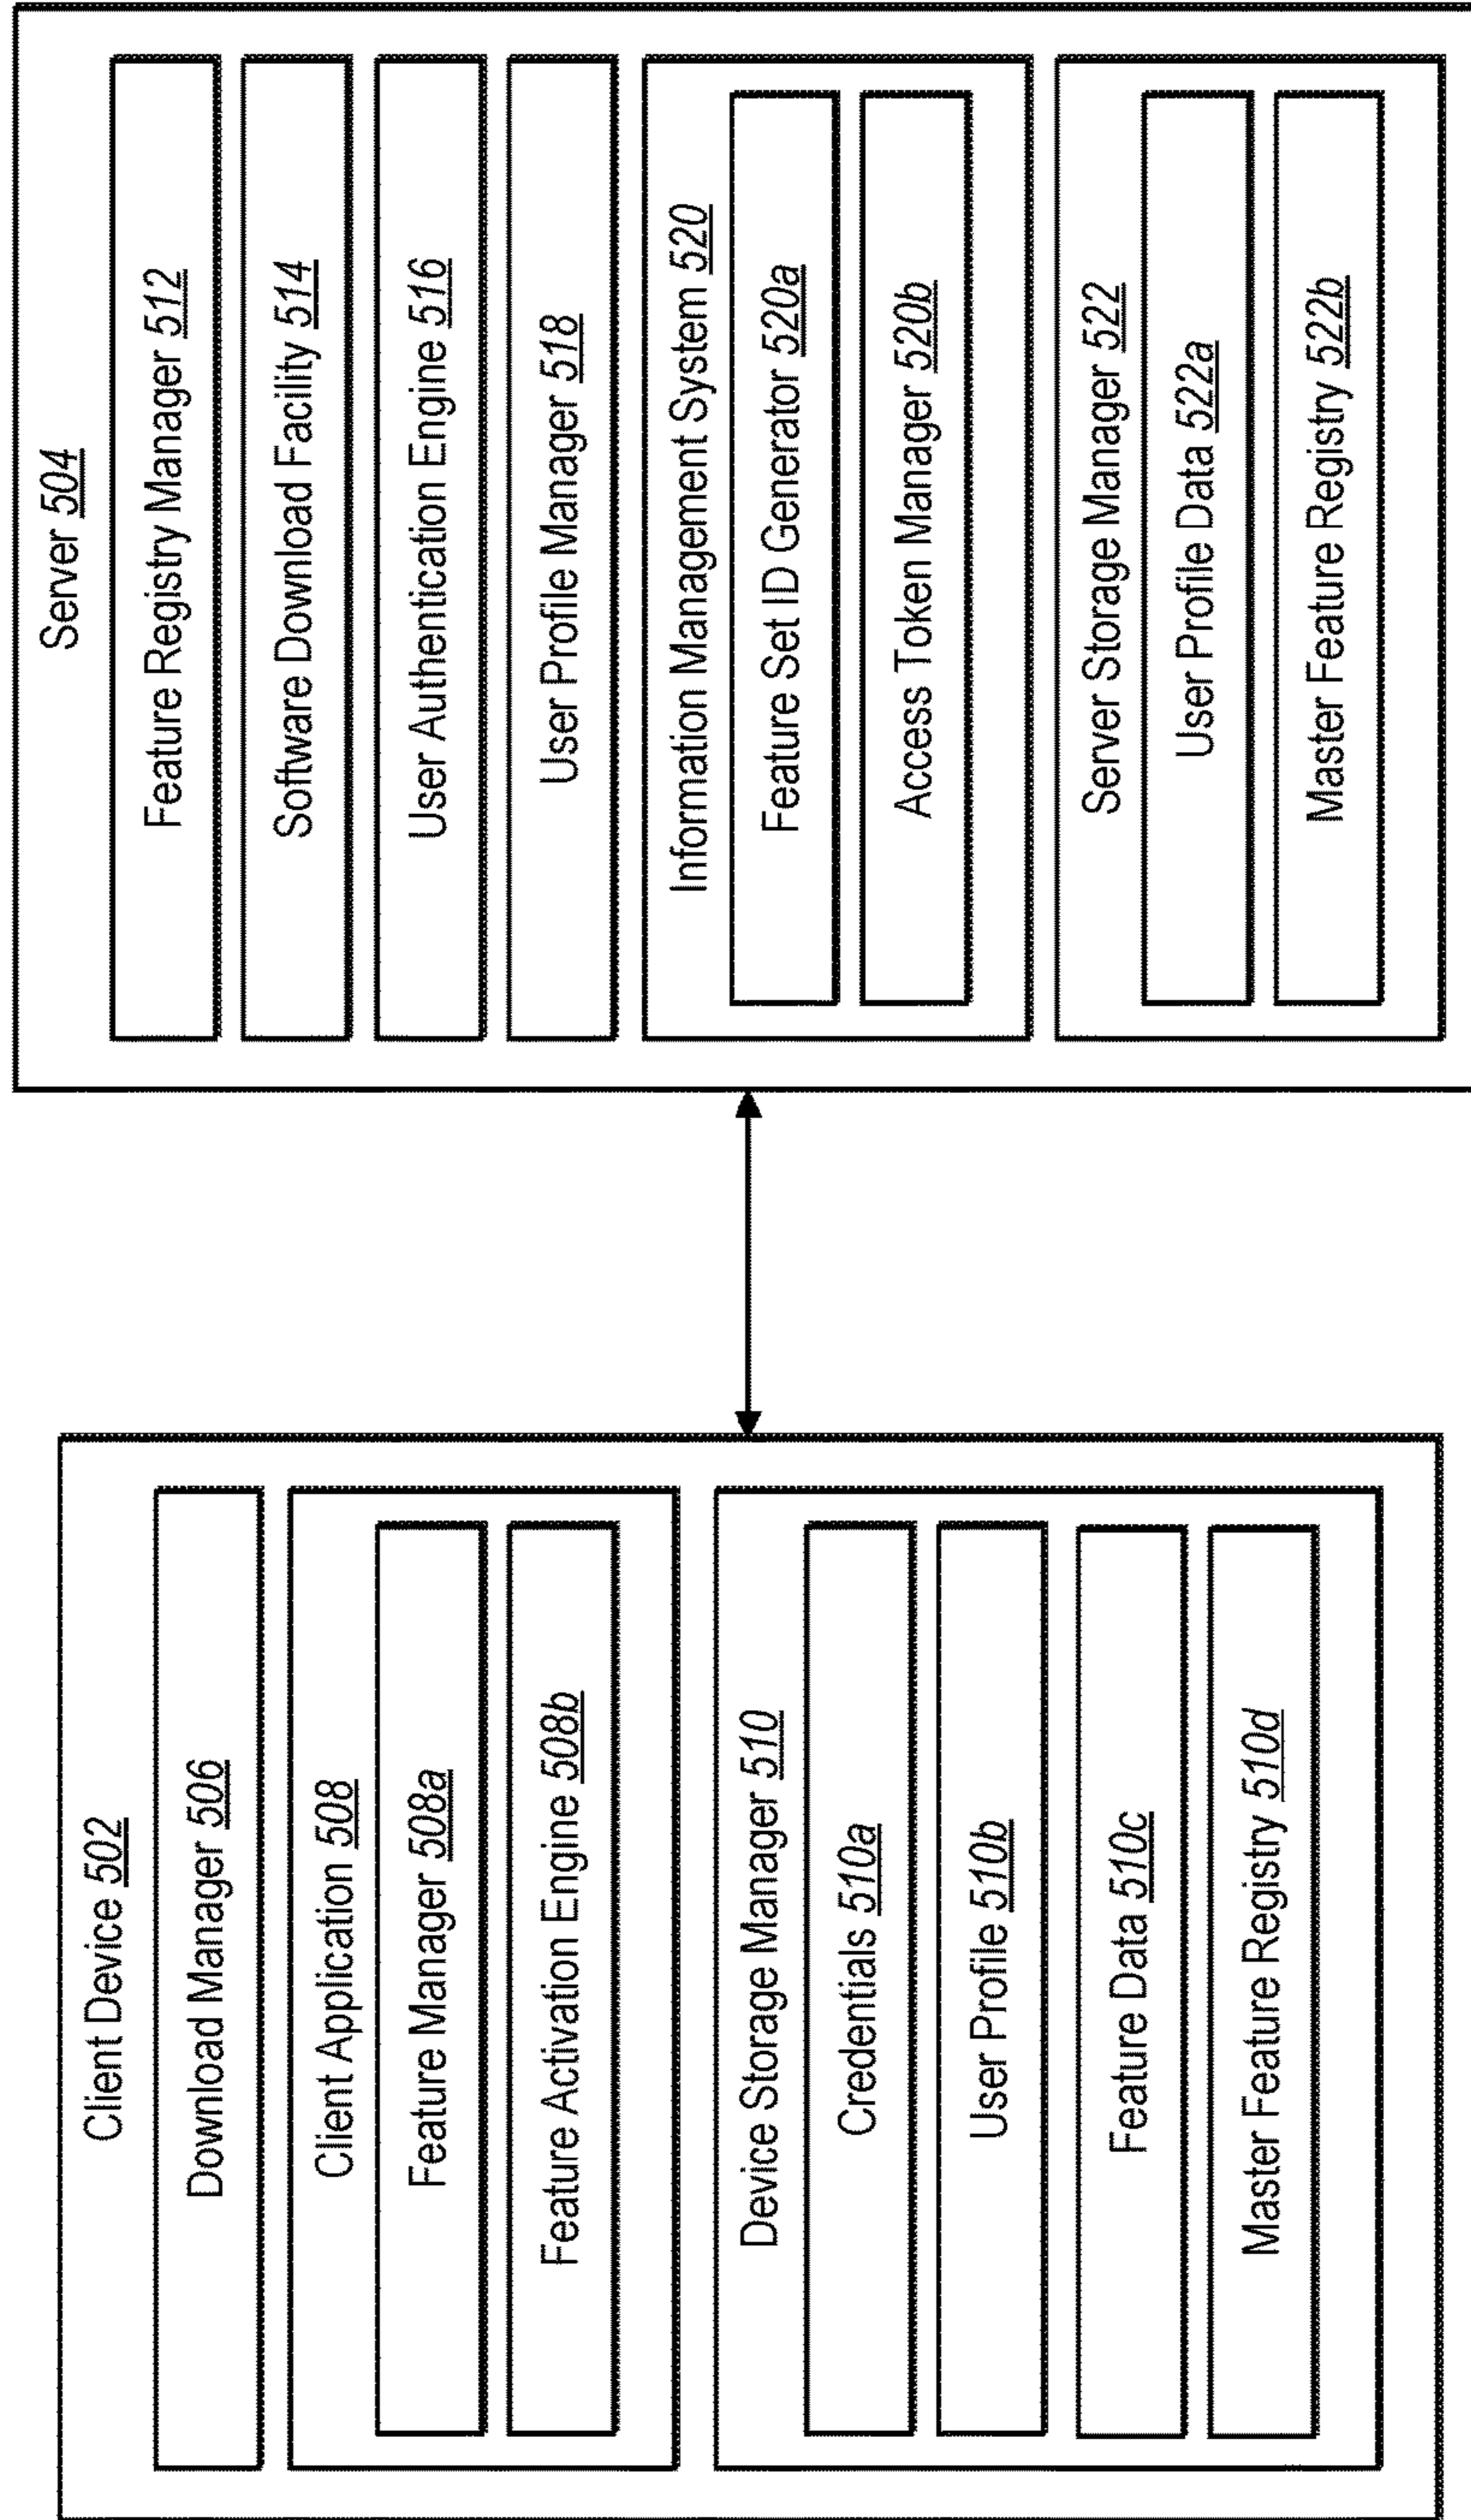 Client Device 502
Download Manager 506
Client Application 508
Feature Manager 508a
Feature Activation Engine 508b
Device Storage Manager 510
Credentials 510a
User Profile 510b
Feature Data 510c
Master Feature Registry 510d
Server 504
Feature Registry Manager 512
Software Download Facility 514
User Authentication Engine 516
User Profile Manager 518
Information Management System 520
Feature Set ID Generator 520a
Access Token Manager 520b
Server Storage Manager 522
User Profile Data 522a
Master Feature Registry 522b